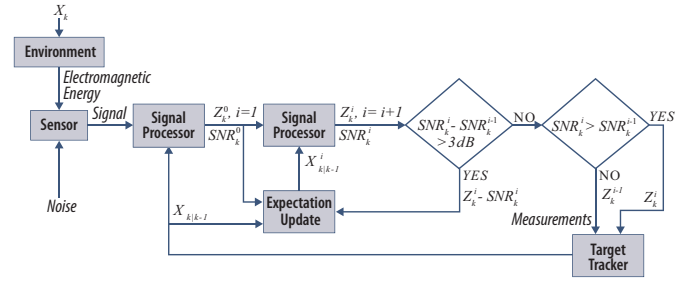 X_k
Environment
Electromagnetic
Energy
Sensor
Signal
Noise
Signal
Processor
Z_k^0, i=1
SNR_k^0
Signal
Processor
Z_k^i, i= i+1
SNR_k^i
SNR_k^i - SNR_k^{i-1}
>3dB
NO
SNR_k^i > SNR_k^{i-1}
YES
X_{k|k-1}^i
YES
Z_k^i - SNR_k^i
NO
Z_k^{i-1}
Z_k^i
Expectation
Update
X_{k|k-1}
Measurements
Target
Tracker